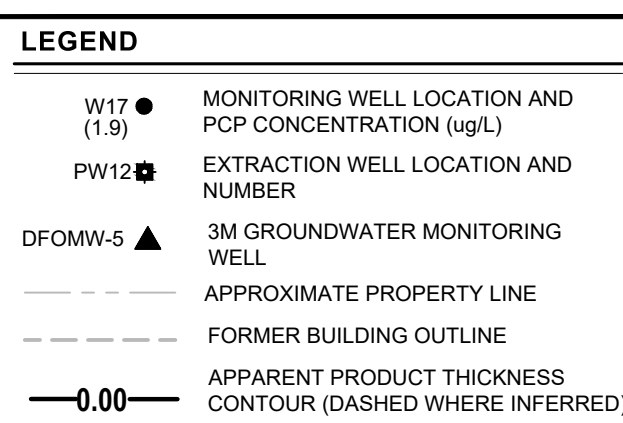 LEGEND
W17 MONITORING WELL LOCATION AND
(1.9) PCP CONCENTRATION (ug/L)
PW12 EXTRACTION WELL LOCATION AND
NUMBER
DFOMW-5 3M GROUNDWATER MONITORING
WELL
APPROXIMATE PROPERTY LINE
FORMER BUILDING OUTLINE
APPARENT PRODUCT THICKNESS
0.00 CONTOUR (DASHED WHERE INFERRED)